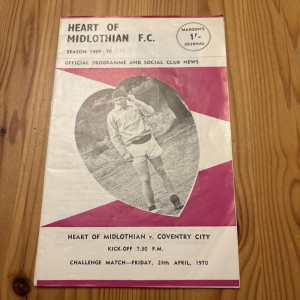 HEART OF
MIDLOTHIAN F.C.
SEASON 1969-70
MARDEN'S
1'-
JOURNAL
OFFICIAL PROGRAMME AND SOCIAL CLUB NEWS
HEART OF MIDLOTHIAN v. COVENTRY CITY
KICK-OFF 7.30 P.M.
CHALLENGE MATCH—FRIDAY, 24th APRIL, 1970